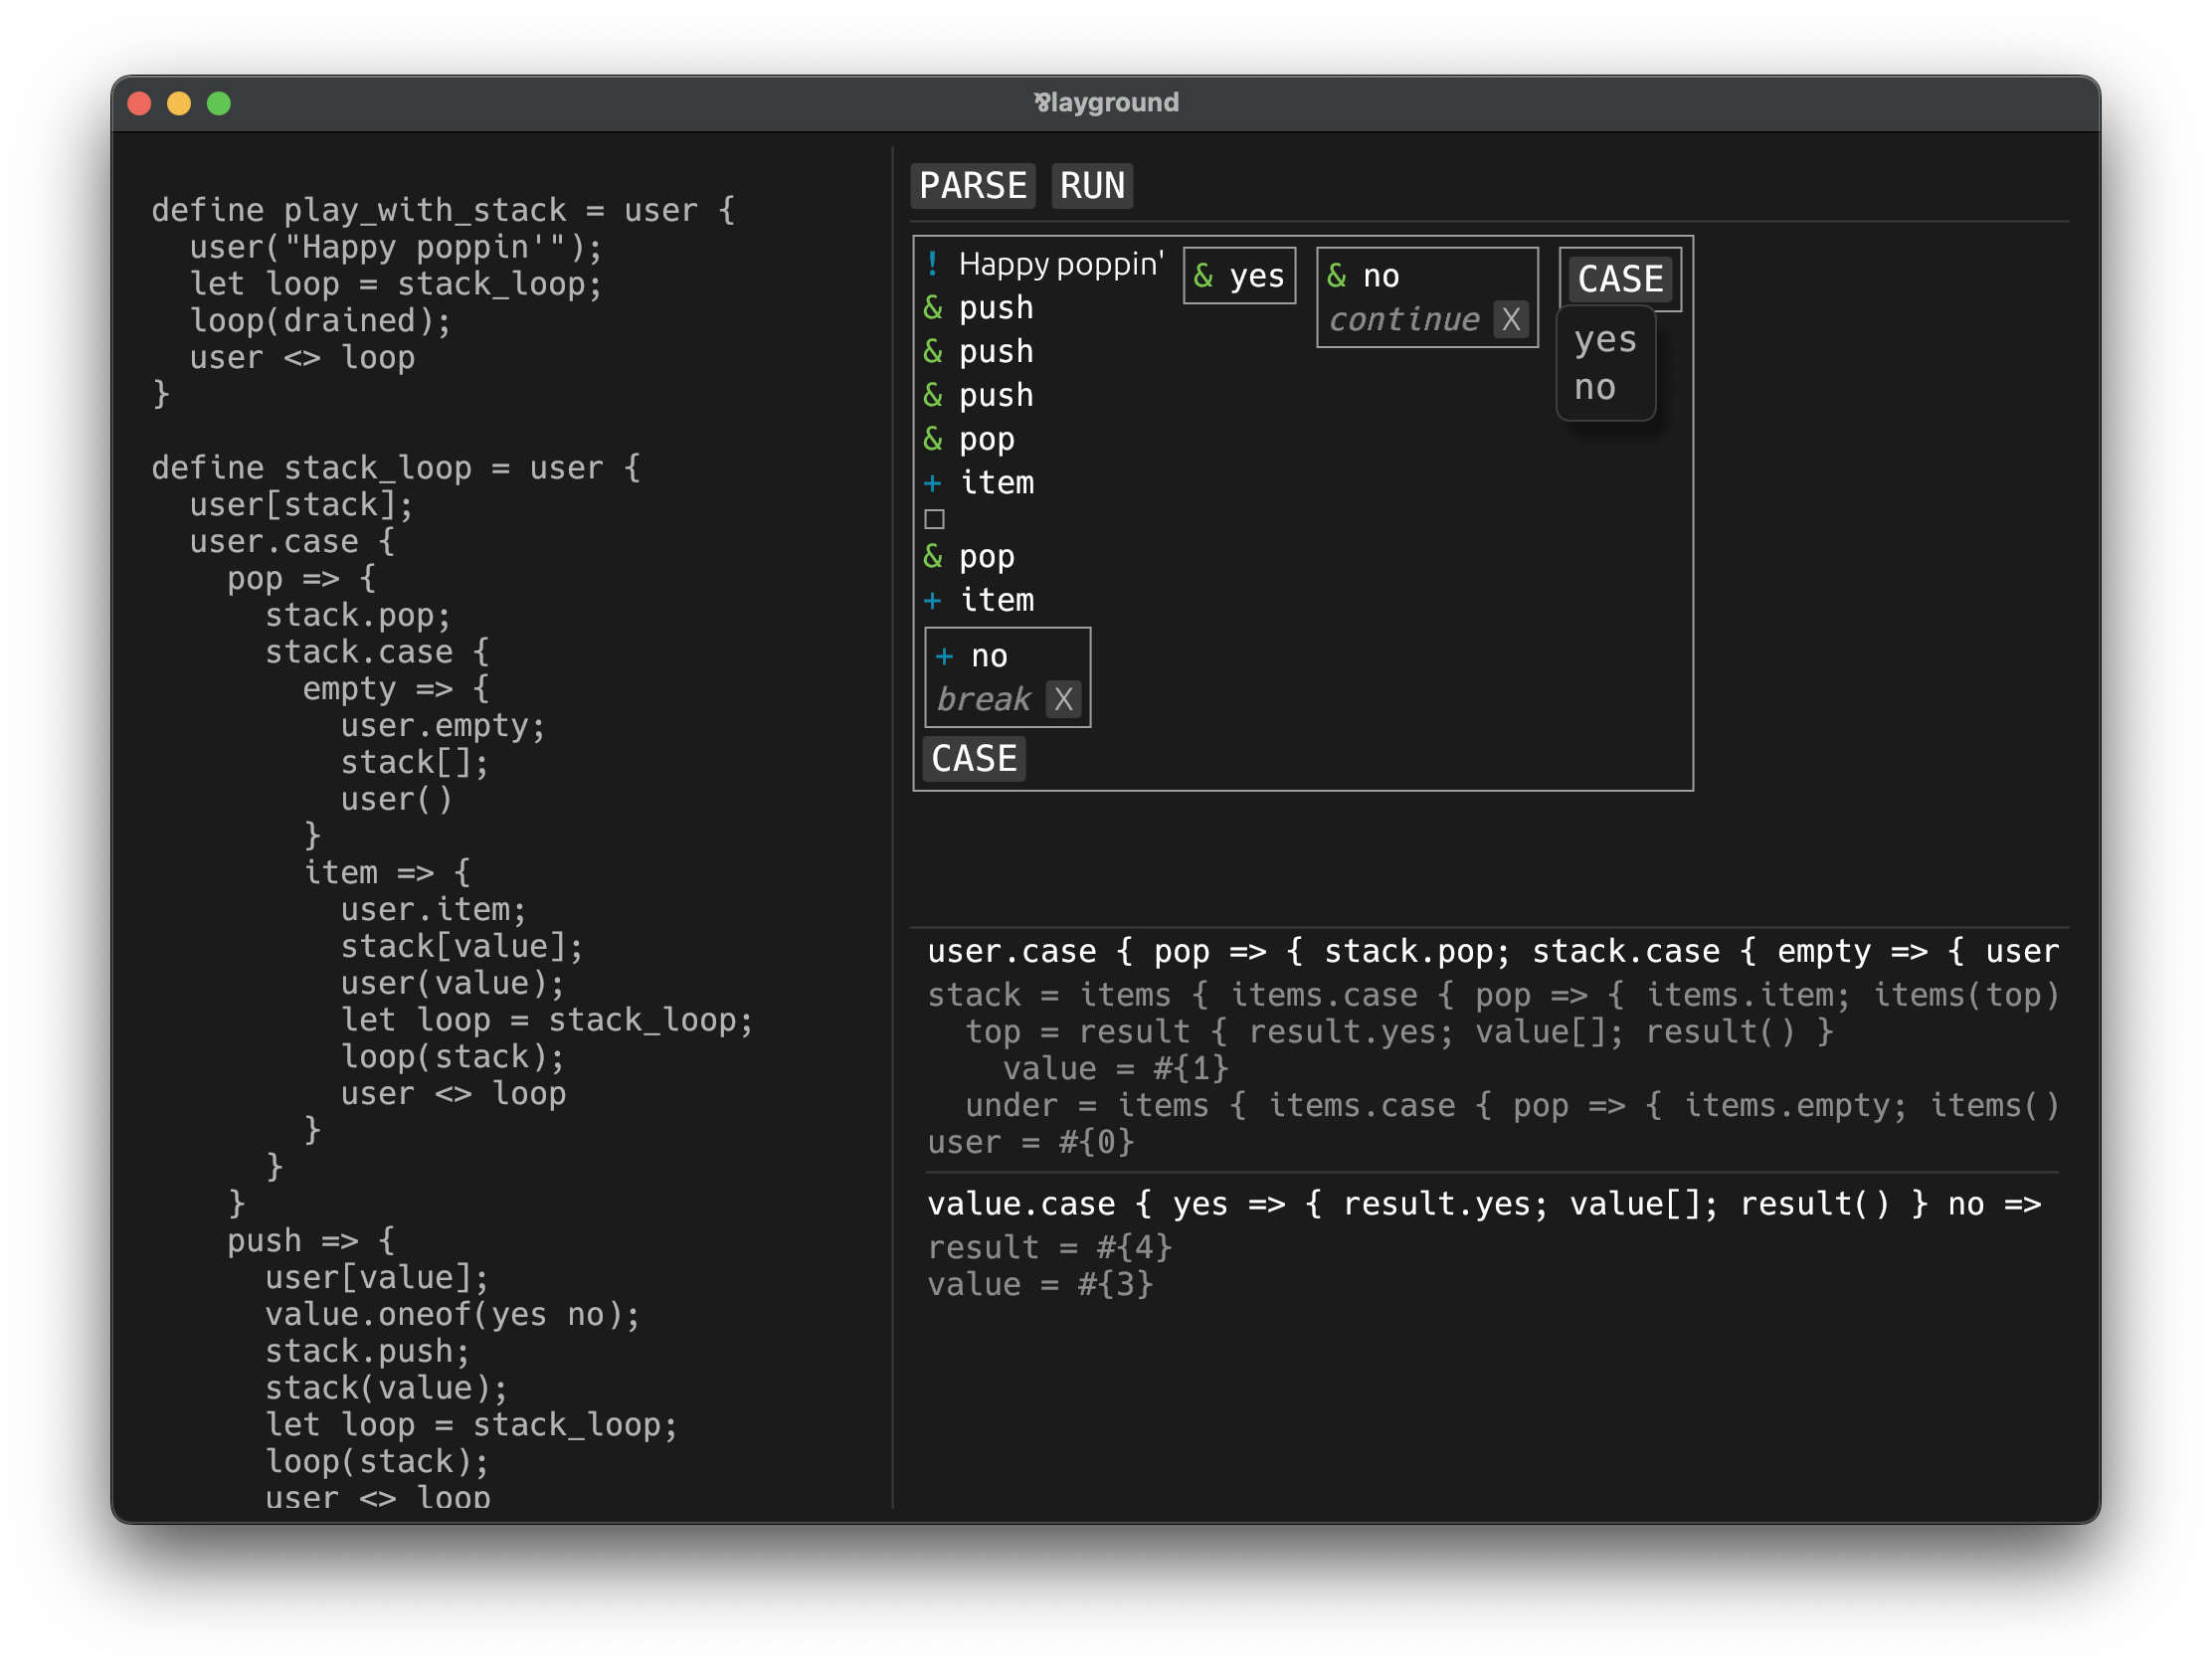 ⅋layground
define play_with_stack = user {
user("Happy poppin'");
let loop = stack_loop;
loop(drained);
user <> loop
}
define stack_loop = user {
user[stack];
user.case {
pop => {
stack.pop;
stack.case {
empty => {
user.empty;
stack[];
user()
}
item => {
user.item;
stack[value];
user(value);
let loop = stack_loop;
loop(stack);
user <> loop
}
}
}
push => {
user[value];
value.oneof(yes no);
stack.push;
stack(value);
let loop = stack_loop;
loop(stack);
user <> loop
PARSE RUN
! Happy poppin'
& push
& push
& push
& pop
+ item
□
& pop
+ item
+ no
break X
CASE
& yes
& no
continue X
CASE
yes
no
user.case { pop => { stack.pop; stack.case { empty => { user
stack = items { items.case { pop => { items.item; items(top)
top = result { result.yes; value[]; result() }
value = #{1}
under = items { items.case { pop => { items.empty; items()
user = #{0}
value.case { yes => { result.yes; value[]; result() } no =>
result = #{4}
value = #{3}